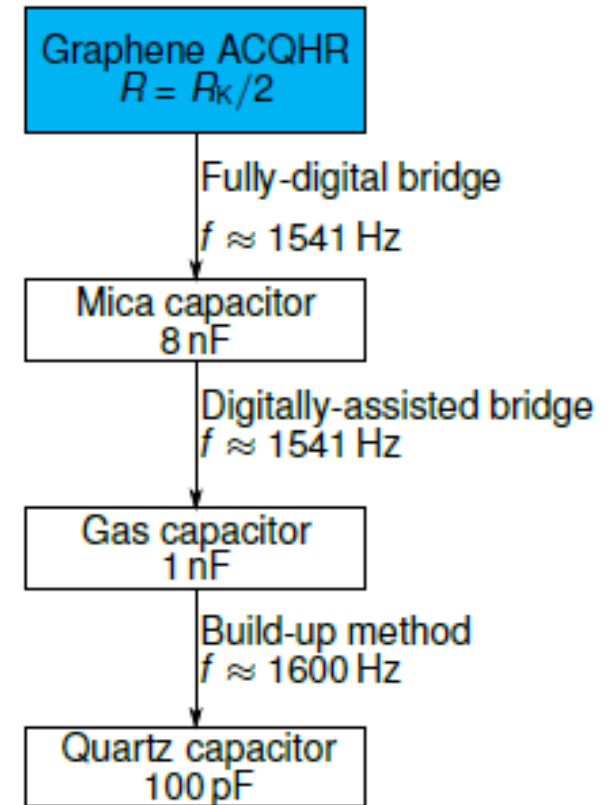 Graphene ACQHR
R = RK/2
Fully-digital bridge
f ≈ 1541 Hz
Mica capacitor
8 nF
Digitally-assisted bridge
f ≈ 1541 Hz
Gas capacitor
1 nF
Build-up method
f ≈ 1600 Hz
Quartz capacitor
100 pF